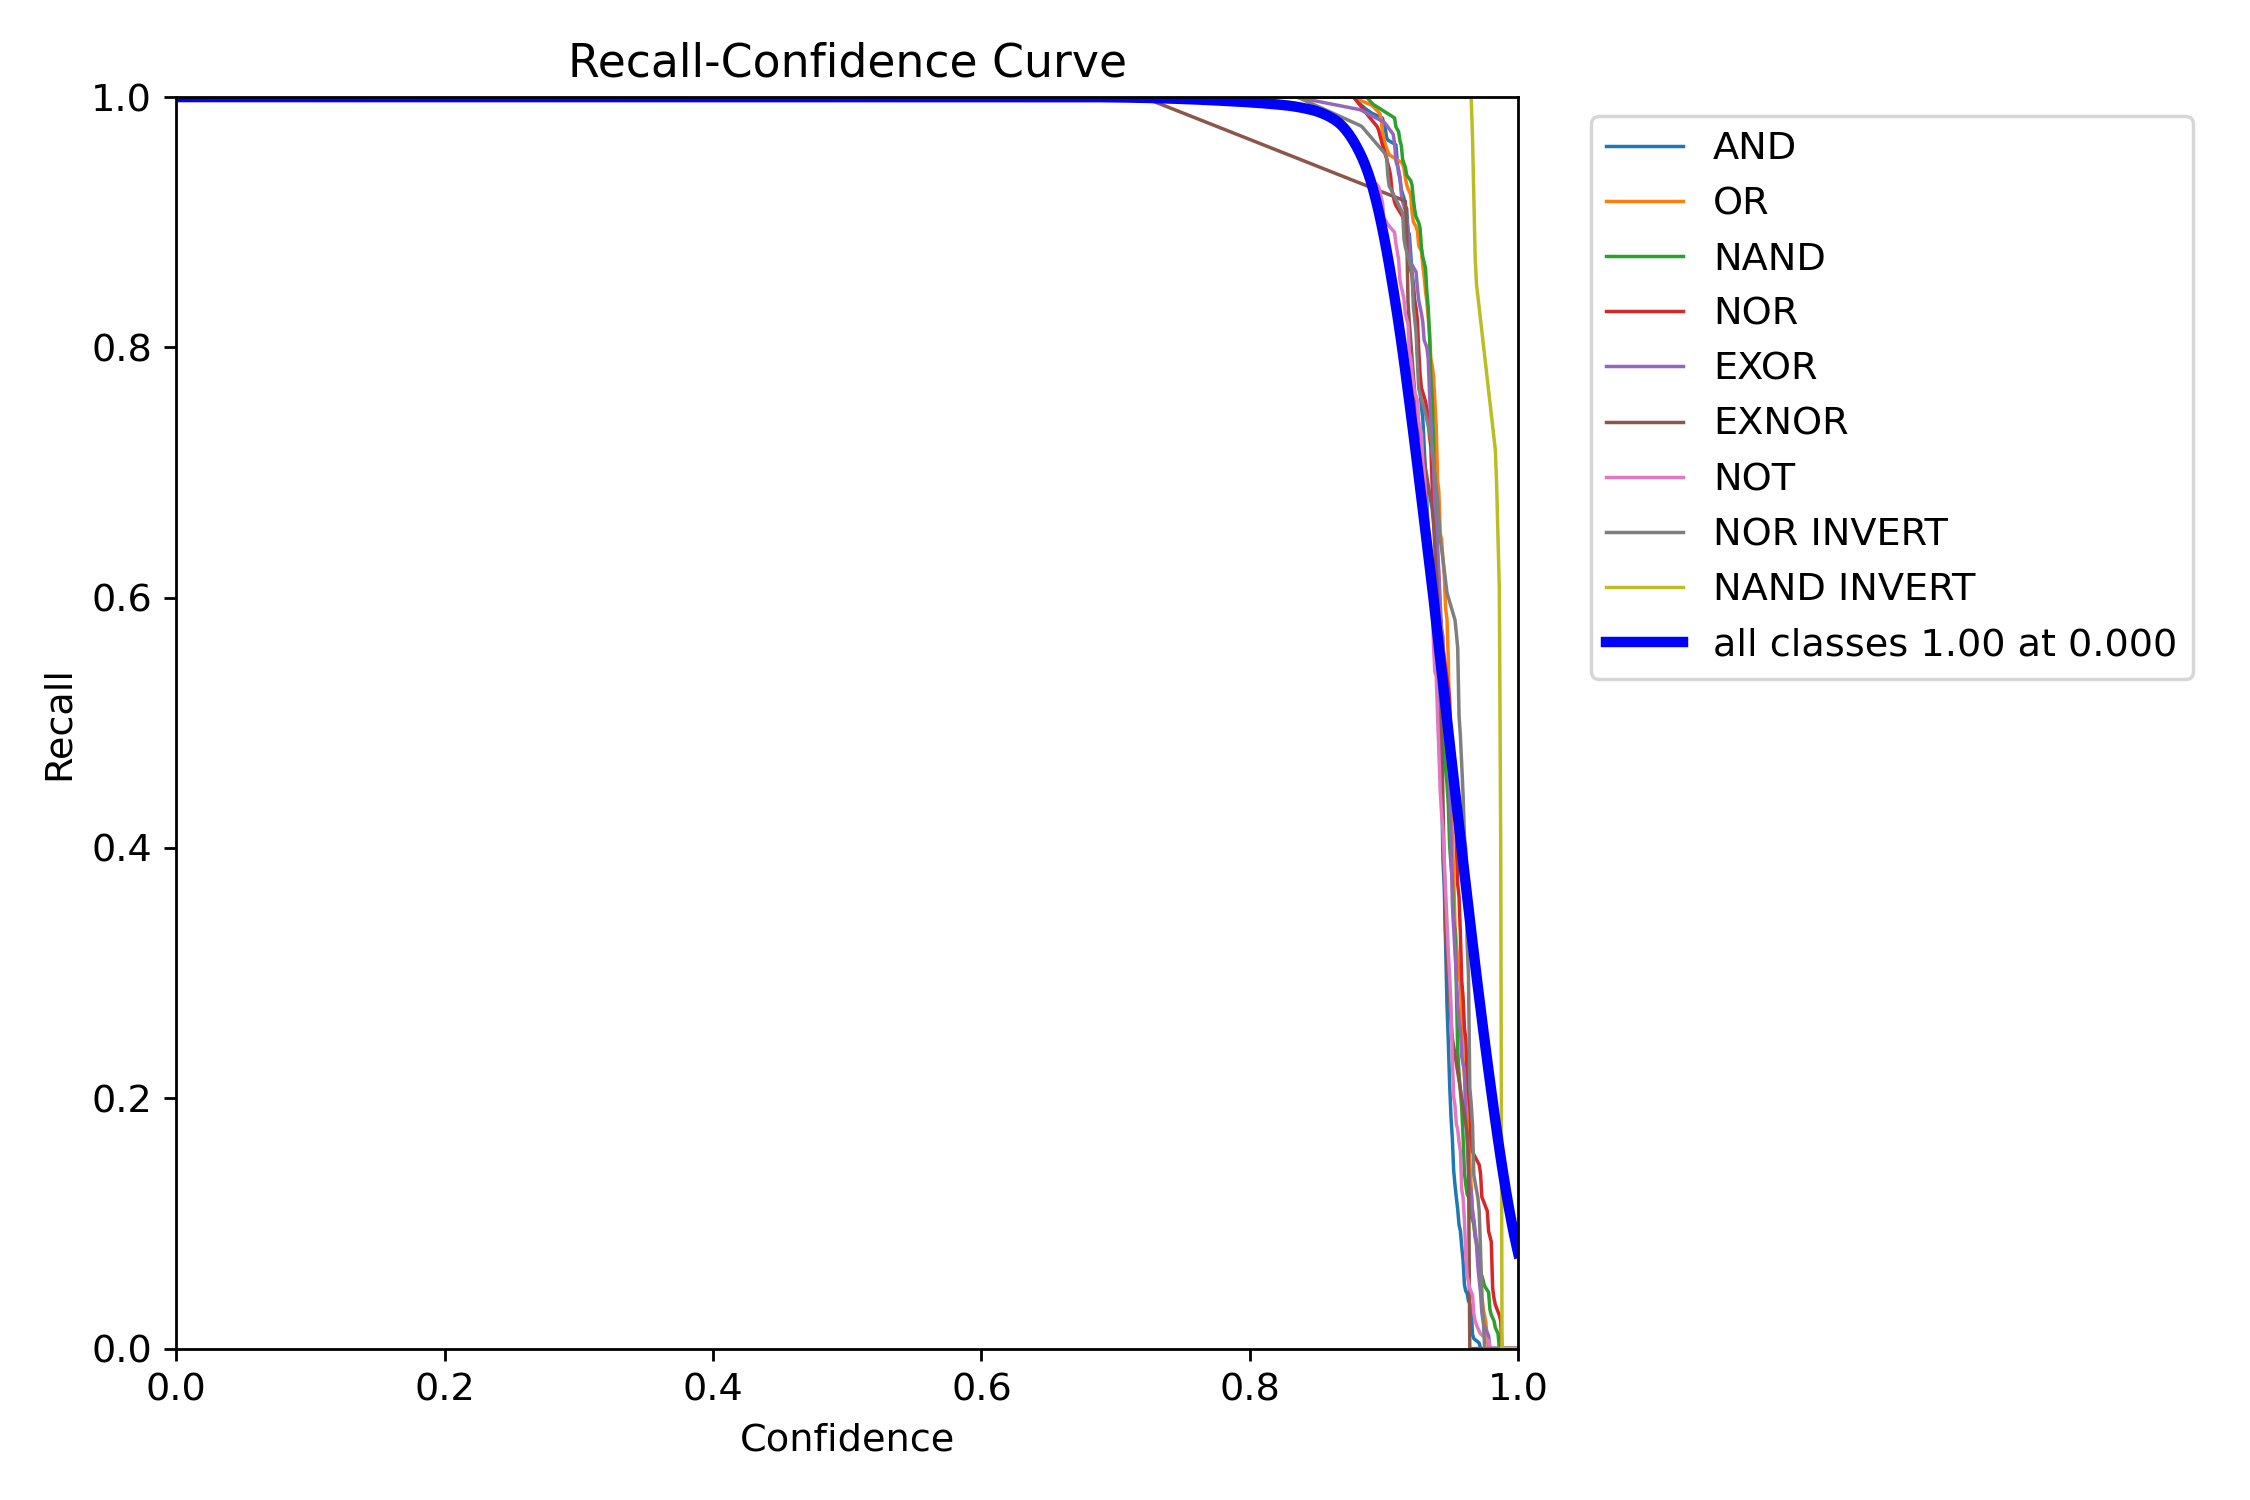 Recall-Confidence Curve
1.0
0.8
0.6
0.4
0.2
0.0
Recall
0.0 0.2 0.4 0.6 0.8 1.0
Confidence
AND
OR
NAND
NOR
EXOR
EXNOR
NOT
NOR INVERT
NAND INVERT
all classes 1.00 at 0.000